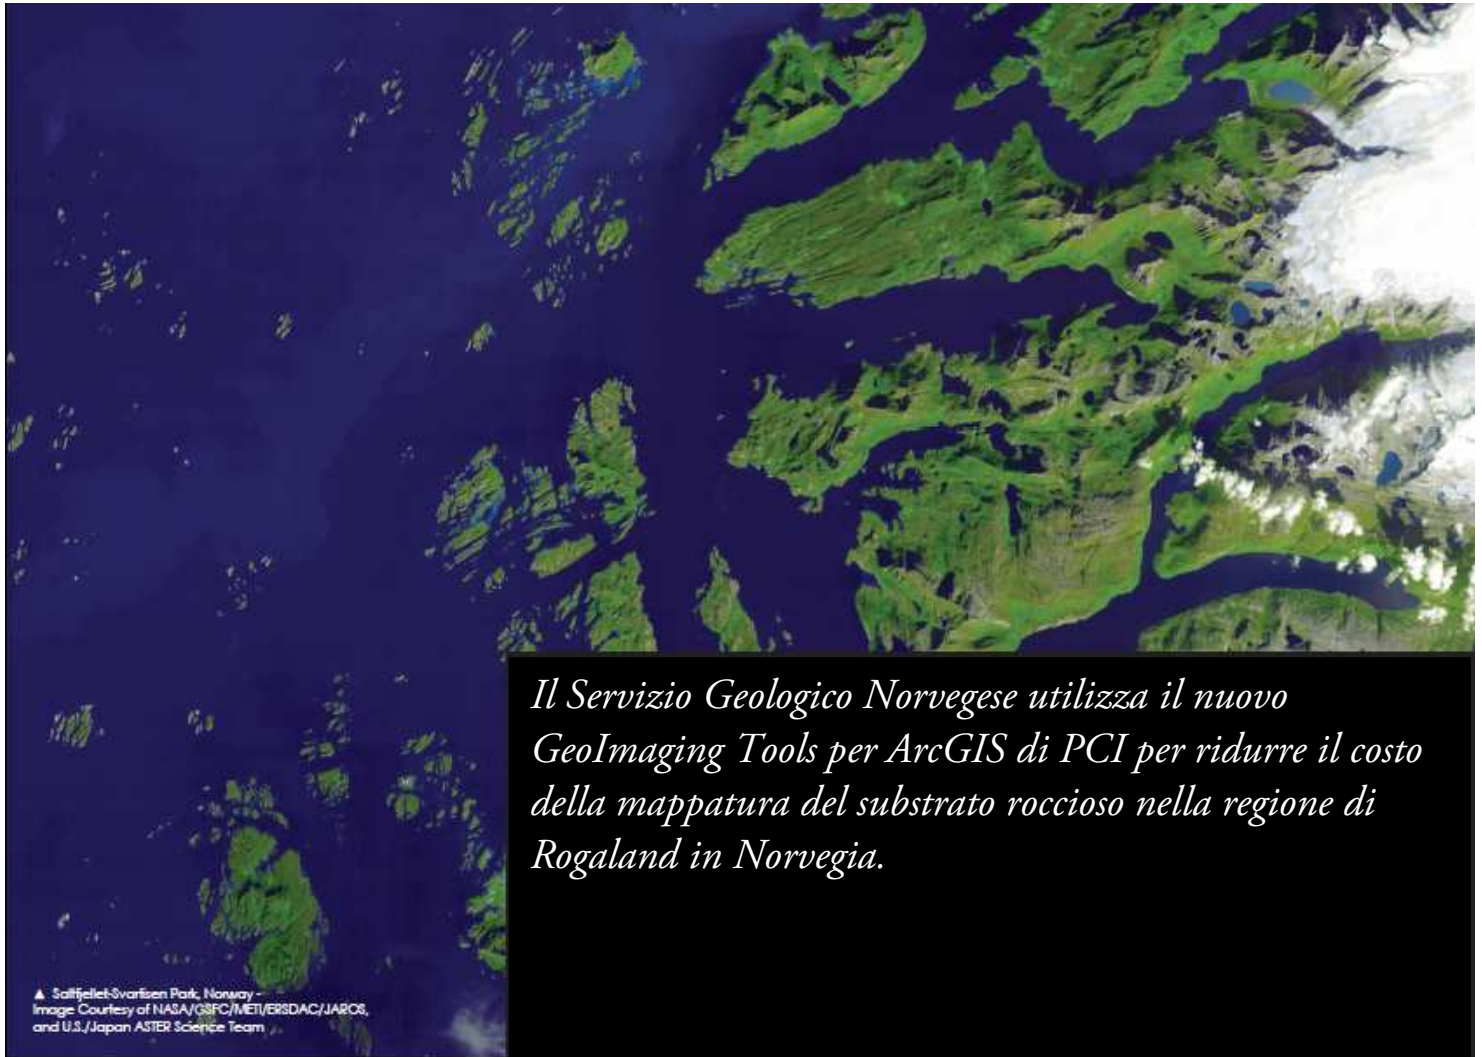 Il Servizio Geologico Norvegese utilizza il nuovo
GeoImaging Tools per ArcGIS di PCI per ridurre il costo
della mappatura del substrato roccioso nella regione di
Rogaland in Norvegia.
▲ Saltfjellet-Svartisen Park, Norway -
Image Courtesy of NASA/GSFC/METI/ERSDAC/JAROS,
and U.S./Japan ASTER Science Team